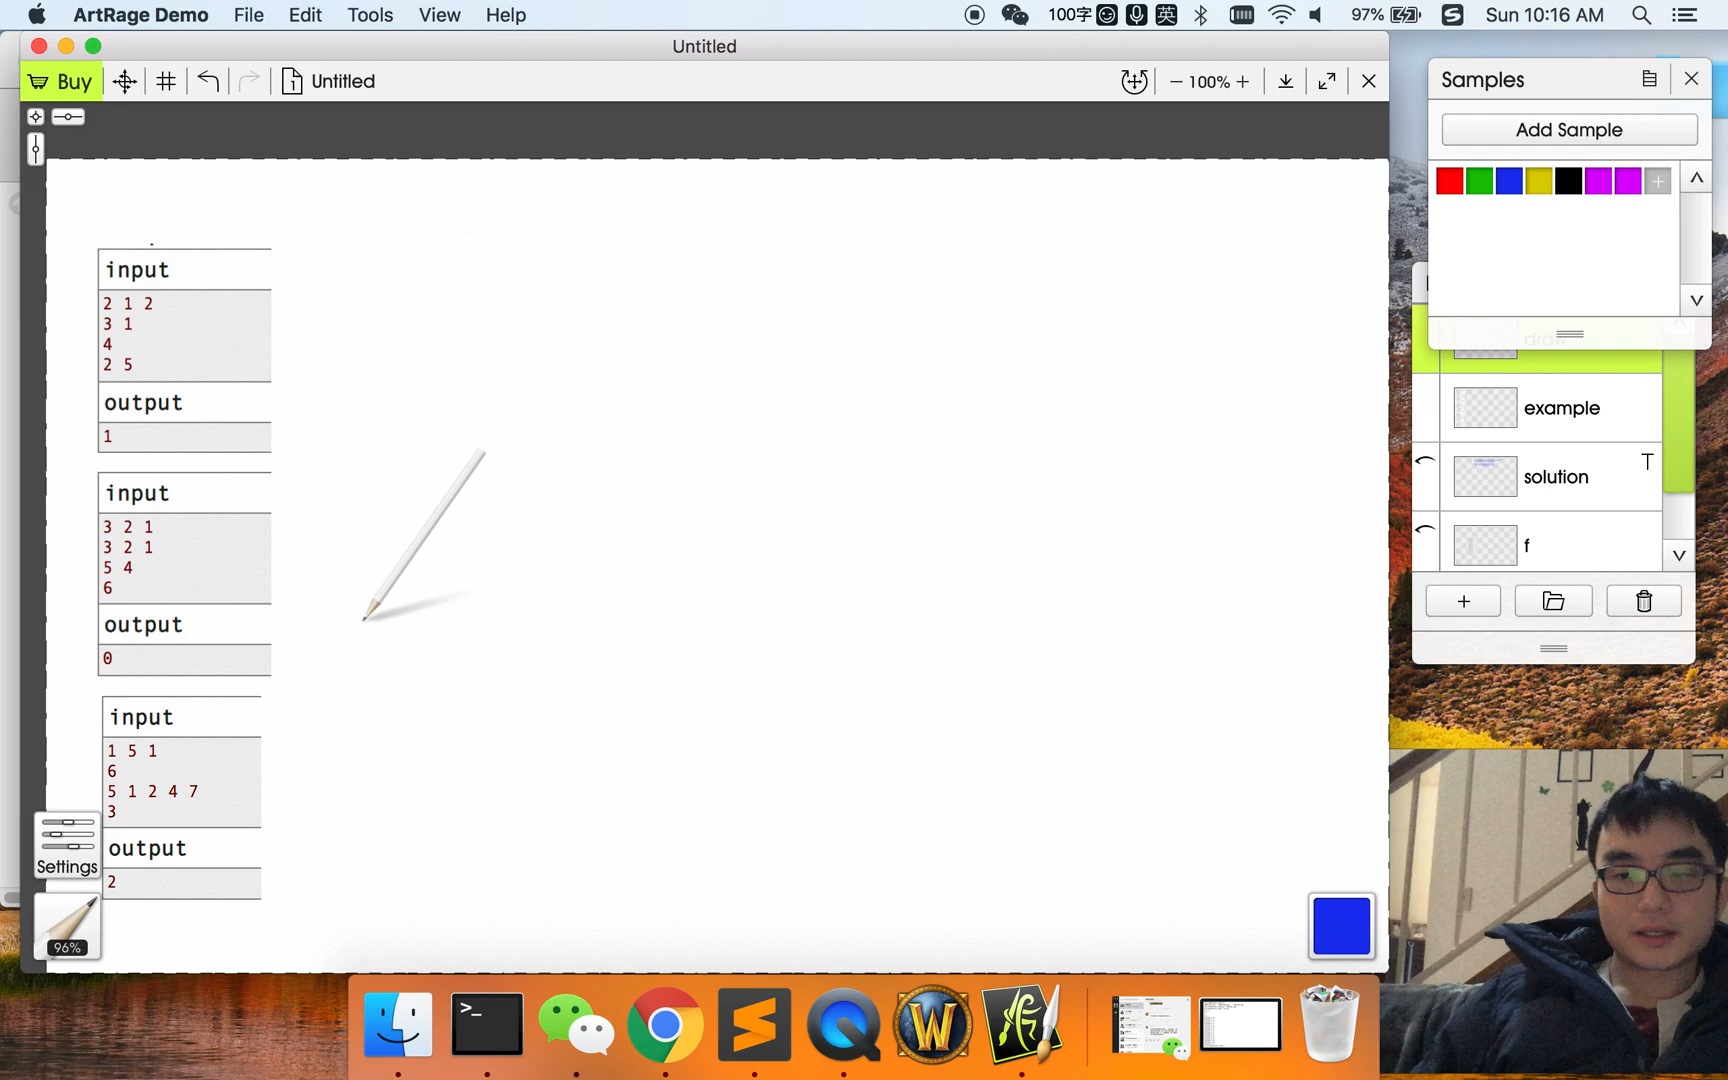 ArtRage Demo File Edit Tools View Help 100字 英 97% Sun 10:16 AM
Untitled
Buy Untitled 100%
Samples
Add Sample
input
2 1 2
3 1
4
2 5
output
1
input
3 2 1
3 2 1
5 4
6
output
0
input
1 5 1
6
5 1 2 4 7
3
output
2
draw
example
solution T
f
Settings
96%